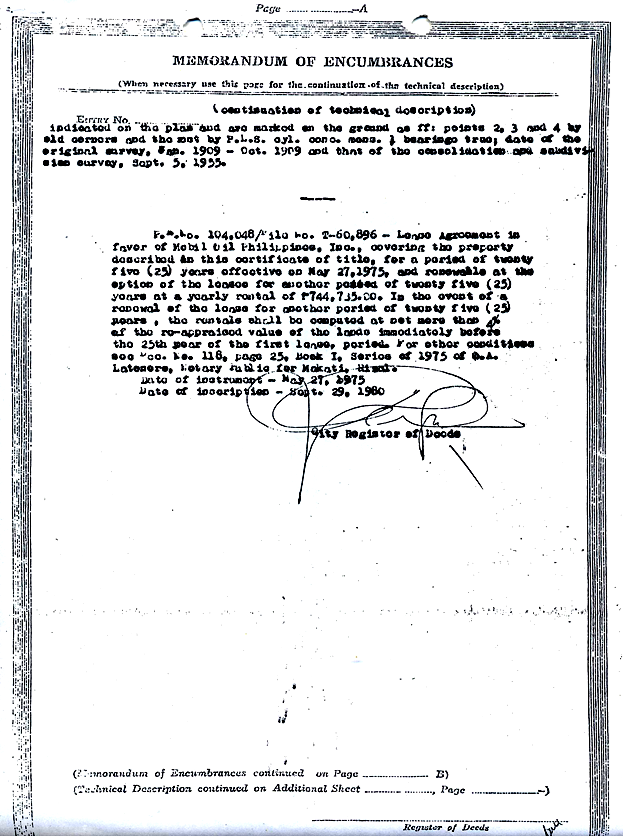 Page ............—A
MEMORANDUM OF ENCUMBRANCES
(When necessary use this page for the continuation of the technical description)
(continuation of technical description)
Entry No.
indicated on the plan and are marked on the ground as ff: points 2, 3 and 4 by
old corners and the rest by P.L.S. cyl. conc. mons. bearings true; date of the
original survey, Jan. 1909 - Oct. 1909 and that of the consolidation and subdivi
sion survey, Sept. 5, 1955.
No. 104,048/File No. T-60,896 - Lease Agreement in
favor of Mobil Oil Philippines, Inc., covering the property
described in this certificate of title, for a period of twenty
five (25) years effective on May 27,1975, and renewable at the
option of the lessee for another period of twenty five (25)
years at a yearly rental of ₱744,735.00. In the event of a
renewal of the lease for another period of twenty five (25)
years, the rentals shall be computed at not more than
of the re-appraised value of the lands immediately before
the 25th year of the first lease, period. For other conditions
see Doc. No. 118, page 25, Book I, Series of 1975 of
Notary Public for Makati, Rizal.
Date of instrument - May 27, 1975
Date of inscription - Sept. 29, 1980
City Register of Deeds
(Memorandum of Encumbrances continued on Page .................. B)
(Technical Description continued on Additional Sheet .................., Page ..................—)
Register of Deeds